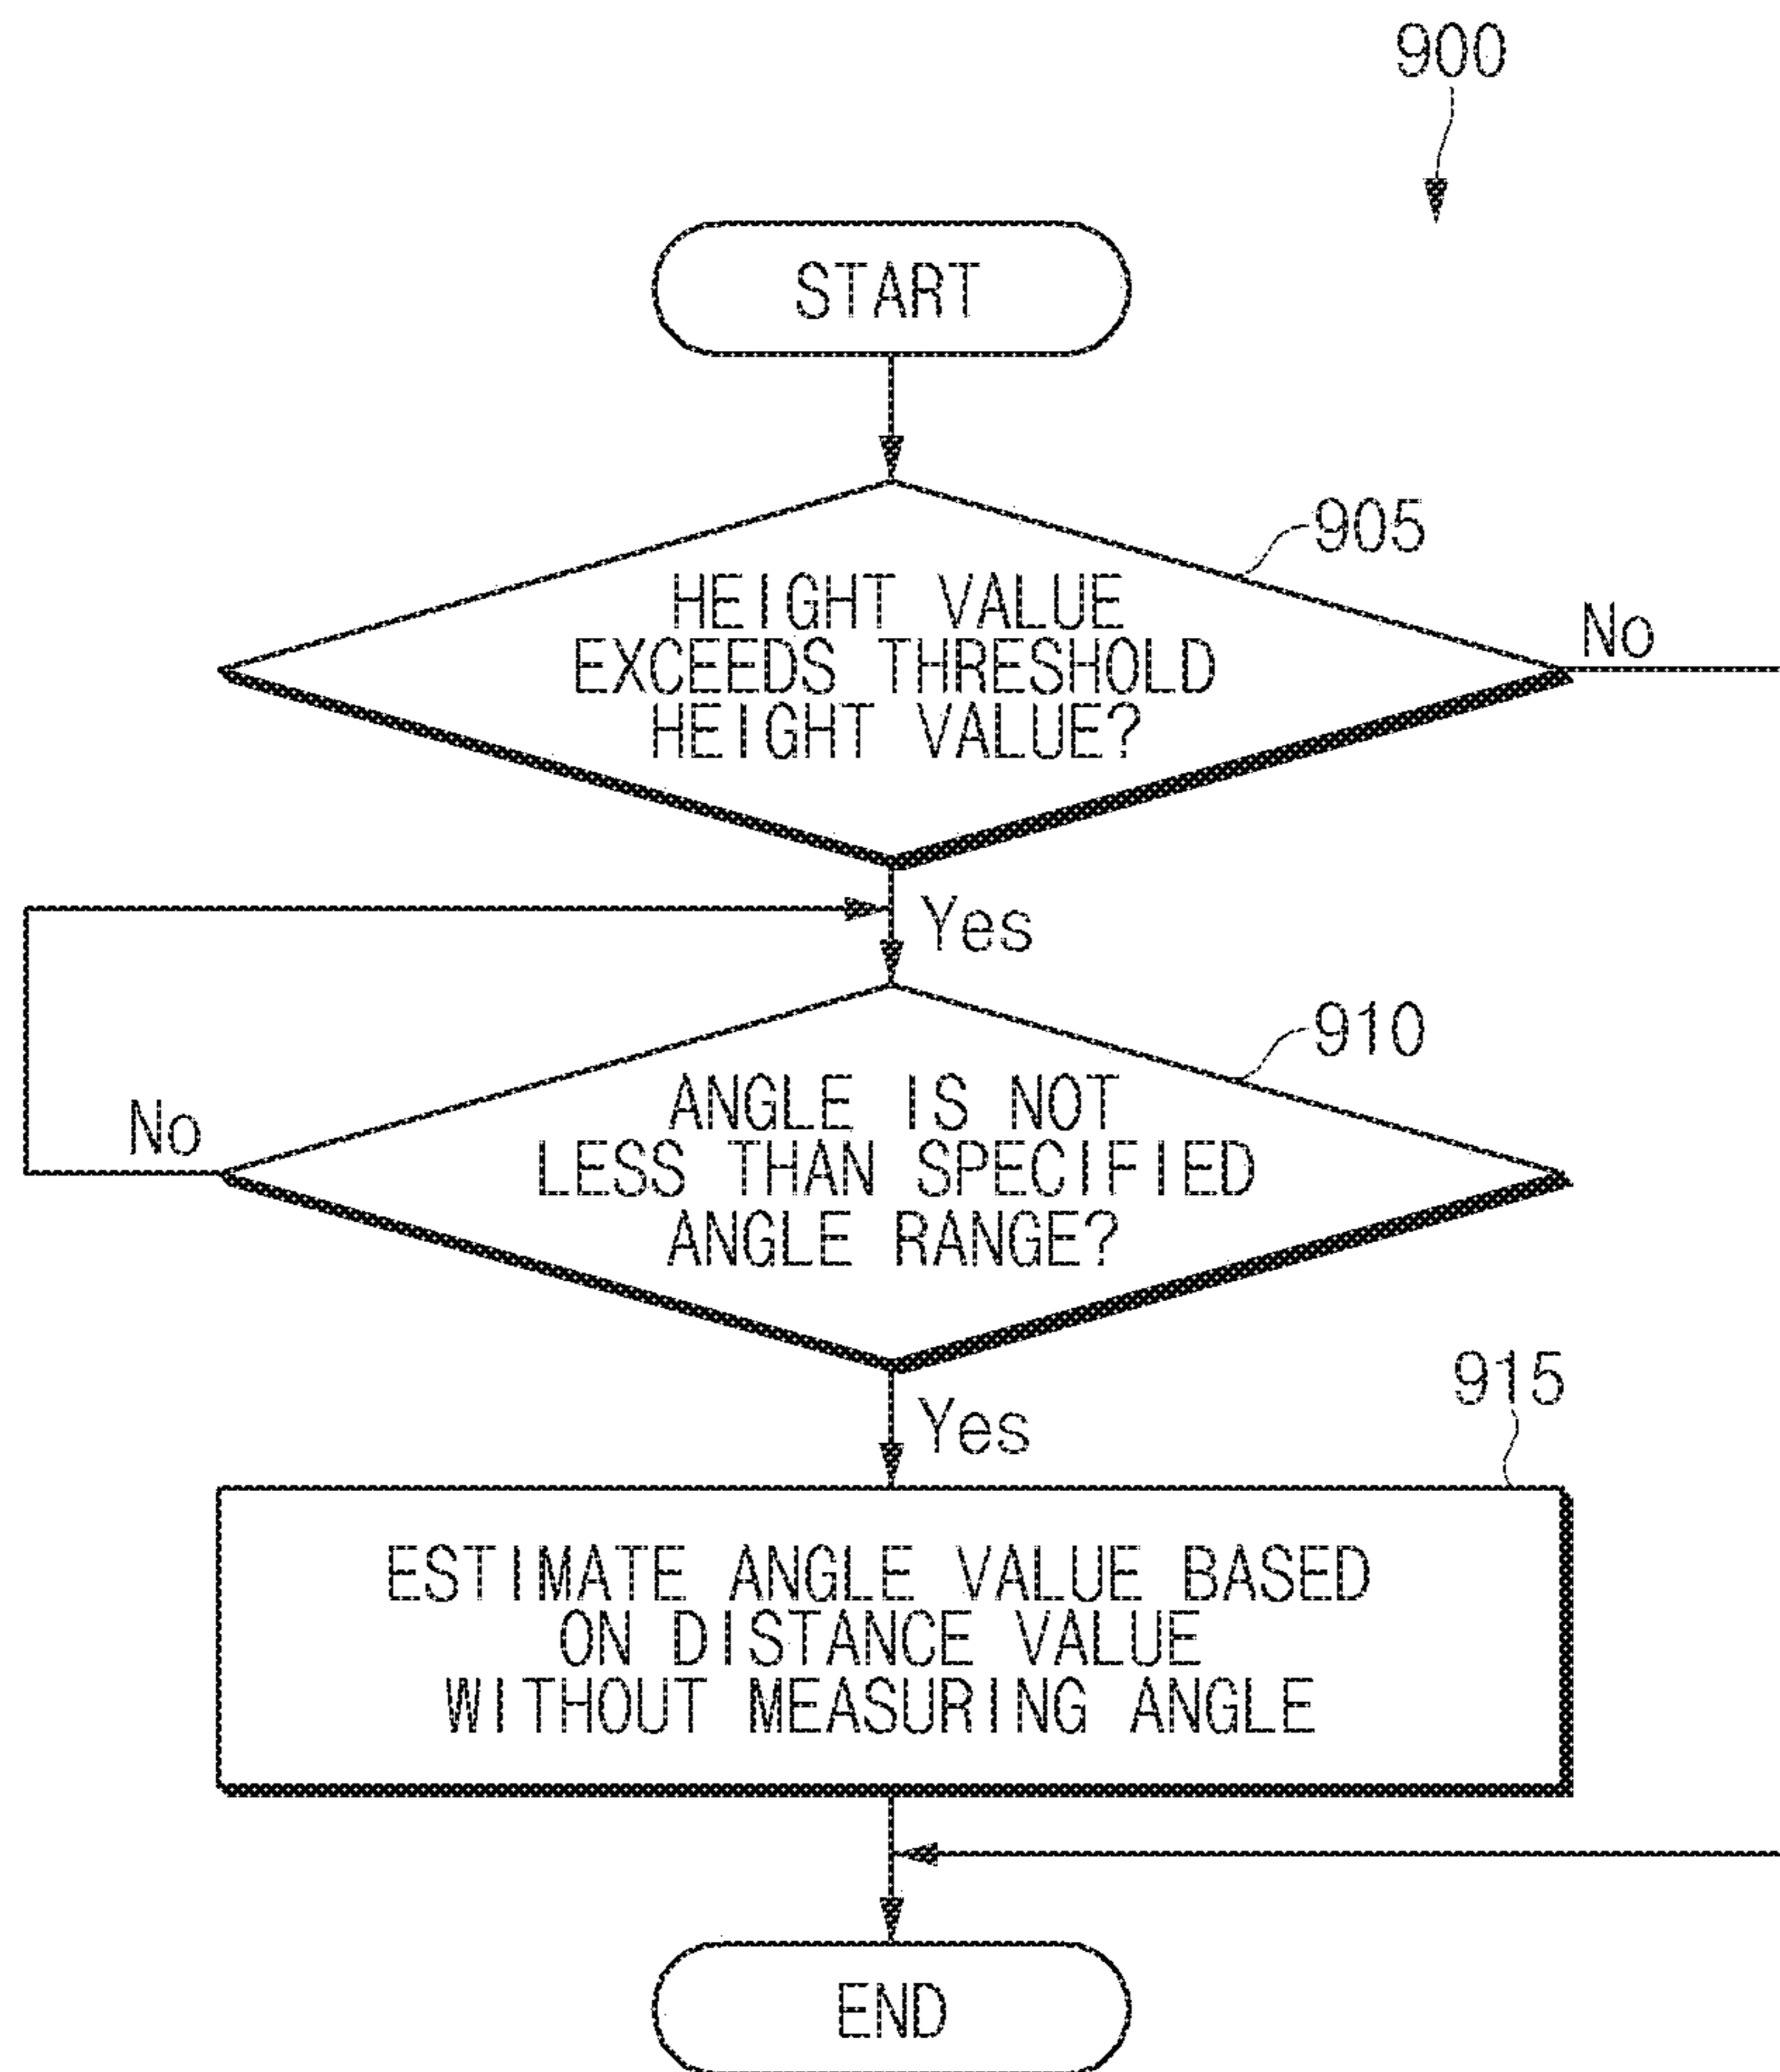 900
START
905
HEIGHT VALUE
EXCEEDS THRESHOLD
HEIGHT VALUE?
No
Yes
910
ANGLE IS NOT
LESS THAN SPECIFIED
ANGLE RANGE?
No
Yes
915
ESTIMATE ANGLE VALUE BASED
ON DISTANCE VALUE
WITHOUT MEASURING ANGLE
END